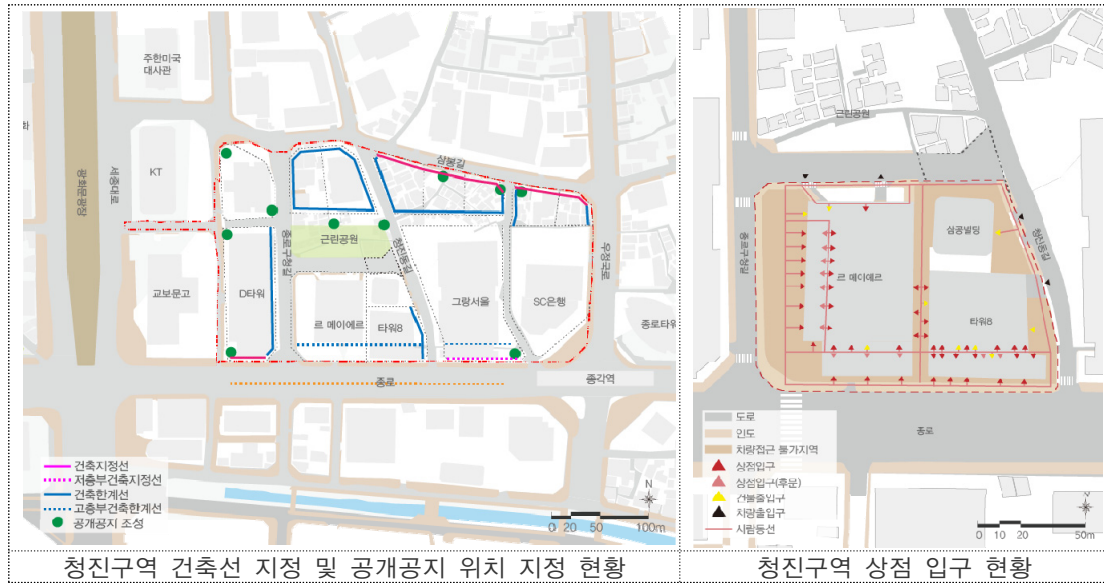 주한미국
대사관
화
KT
세종대로
광화문광장
삼봉길
근린공원
종로구청길
청진동길
우정국로
교보문고
D타워
르 메이에르
타워8
그랑서울
SC은행
종로타워
종로
종각역
건축지정선
저층부건축지정선
건축한계선
고층부건축한계선
공개공지 조성
N
0 20 50 100m
청진구역 건축선 지정 및 공개공지 위치 지정 현황
근린공원
종로구청길
삼공빌딩
청진동길
르 메이에르
타워8
종로
도로
인도
차량접근 불가지역
상점입구
상점입구(후문)
건물출입구
차량출입구
사람동선
N
0 10 20 50m
청진구역 상점 입구 현황